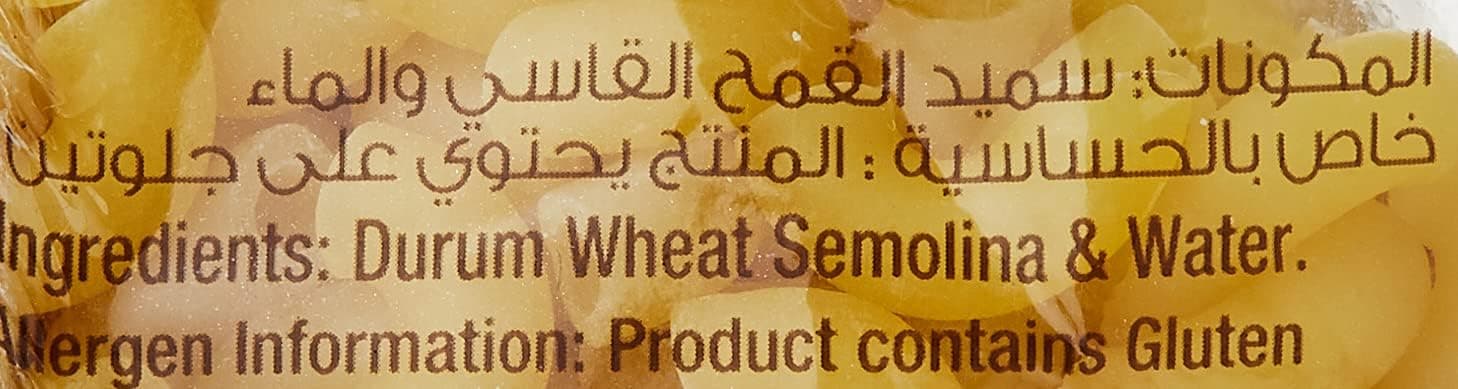 المكونات: سميد القمح القاسي والماء
خاص بالحساسية : المنتج يحتوي على جلوتين
Ingredients: Durum Wheat Semolina & Water.
Allergen Information: Product contains Gluten